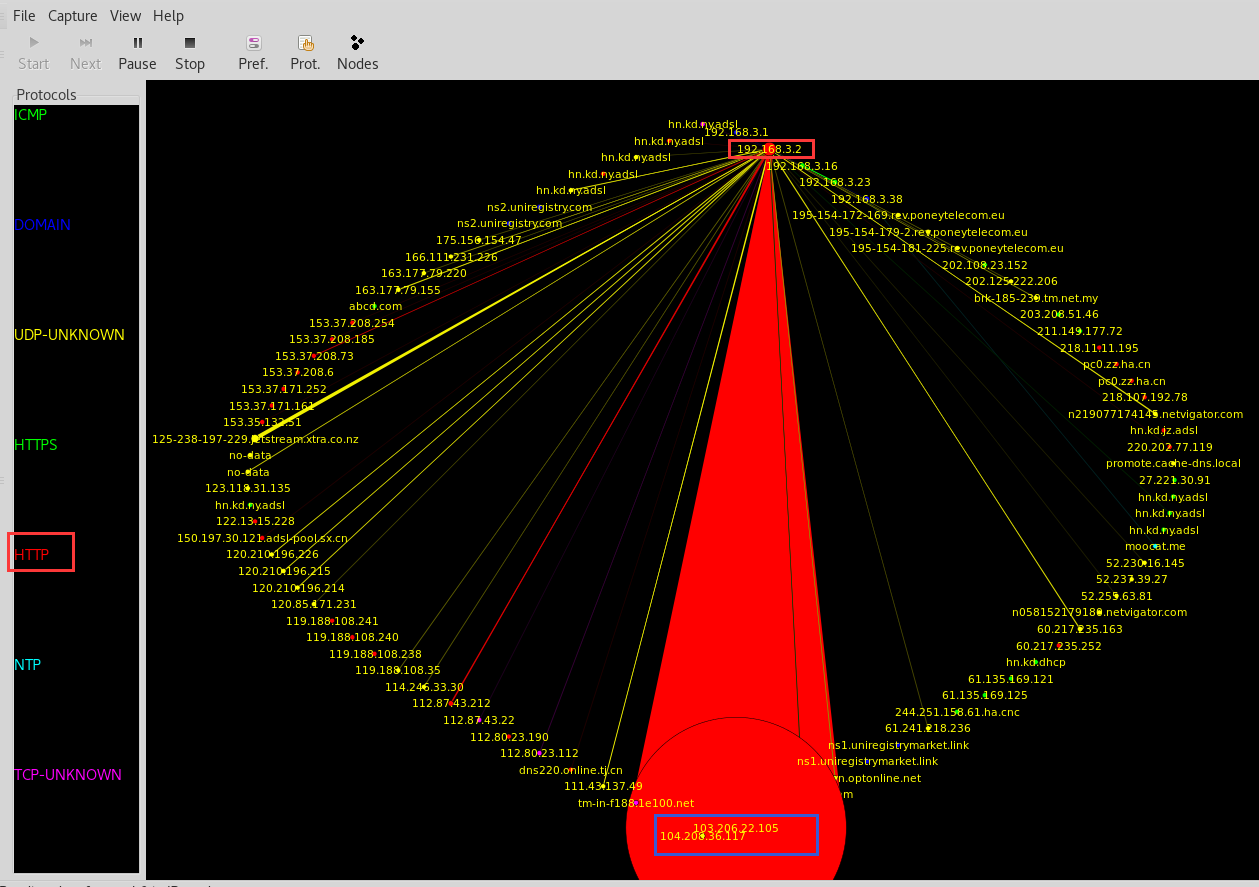 File Capture View Help
Start Next Pause Stop Pref. Prot. Nodes
Protocols
ICMP
DOMAIN
UDP-UNKNOWN
HTTPS
HTTP
NTP
TCP-UNKNOWN
hn.kd.ny.adsl
192.168.3.1
hn.kd.ny.adsl
192.168.3.2
hn.kd.ny.adsl
192.168.3.16
hn.kd.ny.adsl
192.168.3.23
hn.kd.ny.adsl
192.168.3.38
ns2.uniregistry.com
195-154-172-169.rev.poneytelecom.eu
ns2.uniregistry.com
195-154-179-2.rev.poneytelecom.eu
175.156.154.47
195-154-181-225.rev.poneytelecom.eu
166.111.231.226
202.108.23.152
163.177.79.220
202.125.222.206
163.177.79.155
brk-185-239.tm.net.my
abcd.com
203.208.51.46
153.37.208.254
211.149.177.72
153.37.208.185
218.11.11.195
153.37.208.73
pc0.zz.ha.cn
153.37.208.6
pc0.zz.ha.cn
153.37.171.252
218.107.192.78
153.37.171.161
n219077174145.netvigator.com
153.35.132.51
hn.kd.jz.adsl
125-238-197-229.jetstream.xtra.co.nz
220.202.77.119
no-data
promote.cache-dns.local
no-data
27.221.30.91
123.118.31.135
hn.kd.ny.adsl
hn.kd.ny.adsl
hn.kd.ny.adsl
122.13.15.228
hn.kd.ny.adsl
150.197.30.121.adsl-pool.sx.cn
moocat.me
120.210.196.226
52.230.16.145
120.210.196.215
52.237.39.27
120.210.196.214
52.255.63.81
120.85.171.231
n058152179186.netvigator.com
119.188.108.241
60.217.235.163
119.188.108.240
60.217.235.252
119.188.108.238
hn.kd.dhcp
119.188.108.35
61.135.169.121
114.246.33.30
61.135.169.125
112.87.43.212
244.251.158.61.ha.cnc
112.87.43.22
61.241.218.236
112.80.23.190
ns1.uniregistrymarket.link
112.80.23.112
ns1.uniregistrymarket.link
dns220.online.tj.cn
n.optonline.net
111.43.137.49
m
tm-in-f188.1e100.net
103.206.22.105
104.208.36.117